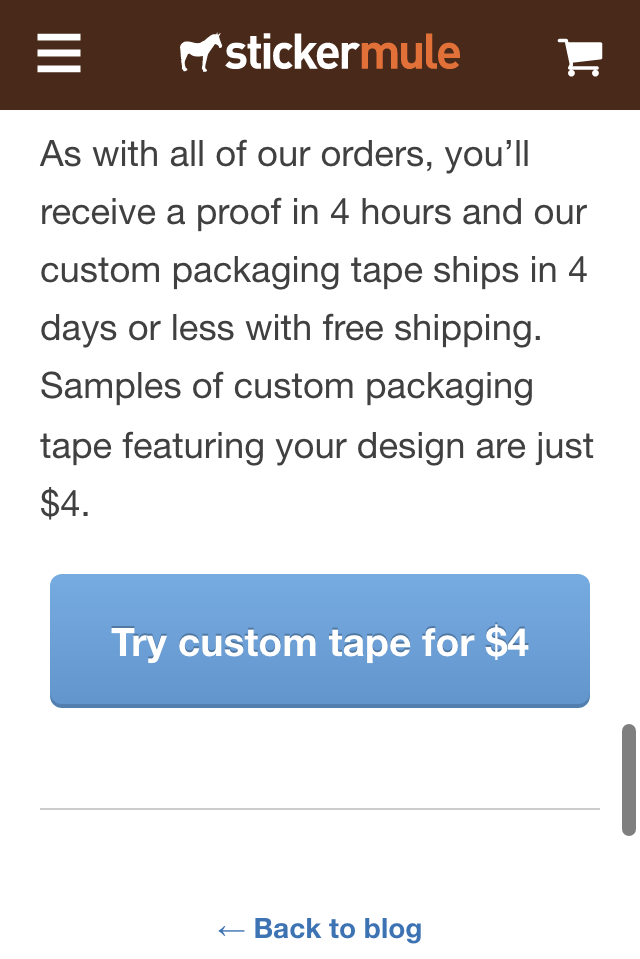 stickermule
As with all of our orders, you’ll
receive a proof in 4 hours and our
custom packaging tape ships in 4
days or less with free shipping.
Samples of custom packaging
tape featuring your design are just
$4.
Try custom tape for $4
← Back to blog